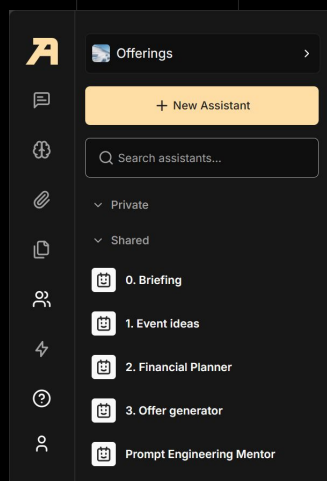 Offerings
+ New Assistant
Search assistants...
Private
Shared
0. Briefing
1. Event ideas
2. Financial Planner
3. Offer generator
Prompt Engineering Mentor